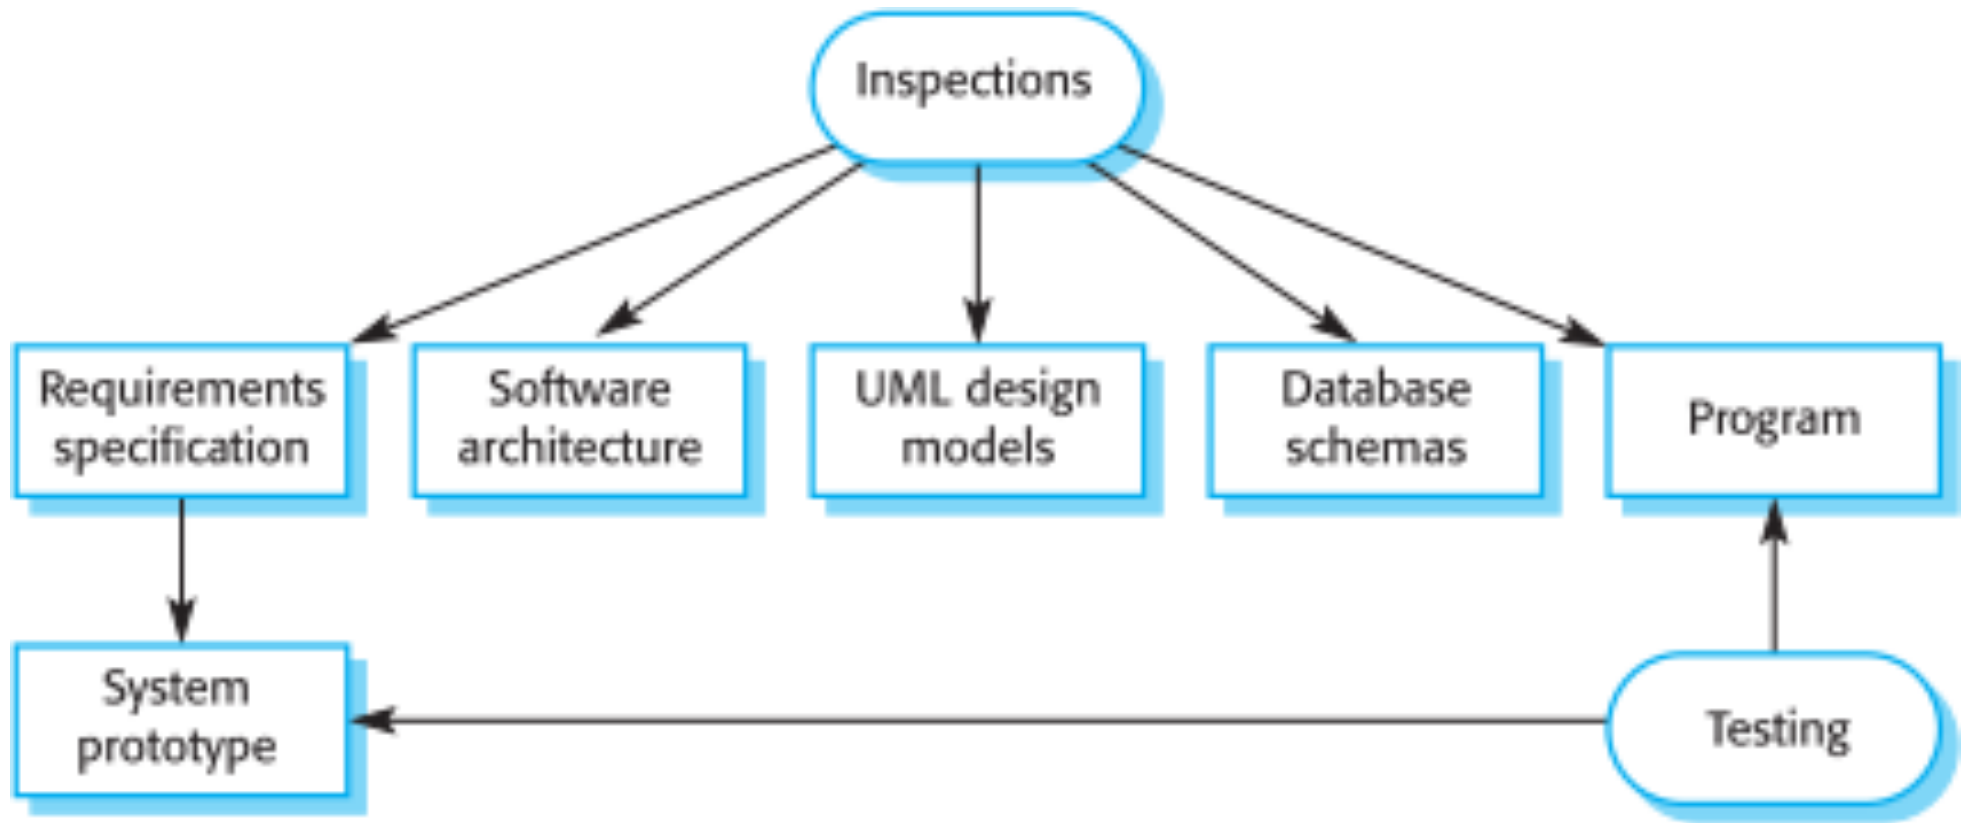 Inspections
Requirements
specification
Software
architecture
UML design
models
Database
schemas
Program
System
prototype
Testing